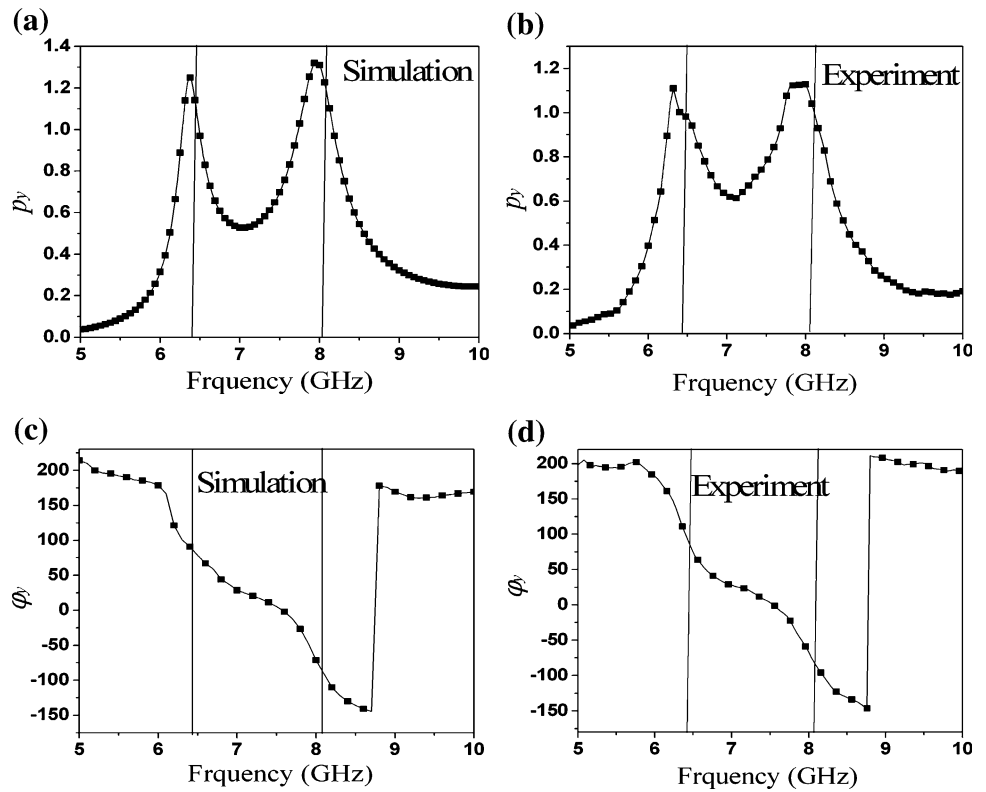 (a)
1.4
1.2
1.0
0.8
0.6
0.4
0.2
0.0
py
Simulation
5 6 7 8 9 10
Frquency (GHz)
(b)
1.2
1.0
0.8
0.6
0.4
0.2
0.0
py
Experiment
5 6 7 8 9 10
Frquency (GHz)
(c)
200
150
100
50
0
-50
-100
-150
φy
Simulation
5 6 7 8 9 10
Frquency (GHz)
(d)
200
150
100
50
0
-50
-100
-150
φy
Experiment
5 6 7 8 9 10
Frquency (GHz)